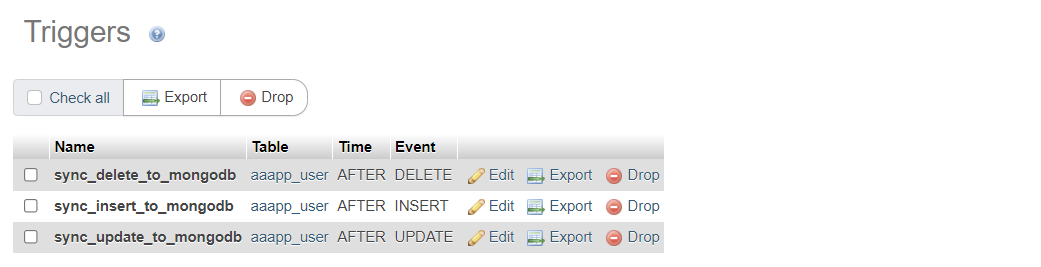 Triggers
Check all Export Drop
Name Table Time Event
sync_delete_to_mongodb aaapp_user AFTER DELETE Edit Export Drop
sync_insert_to_mongodb aaapp_user AFTER INSERT Edit Export Drop
sync_update_to_mongodb aaapp_user AFTER UPDATE Edit Export Drop